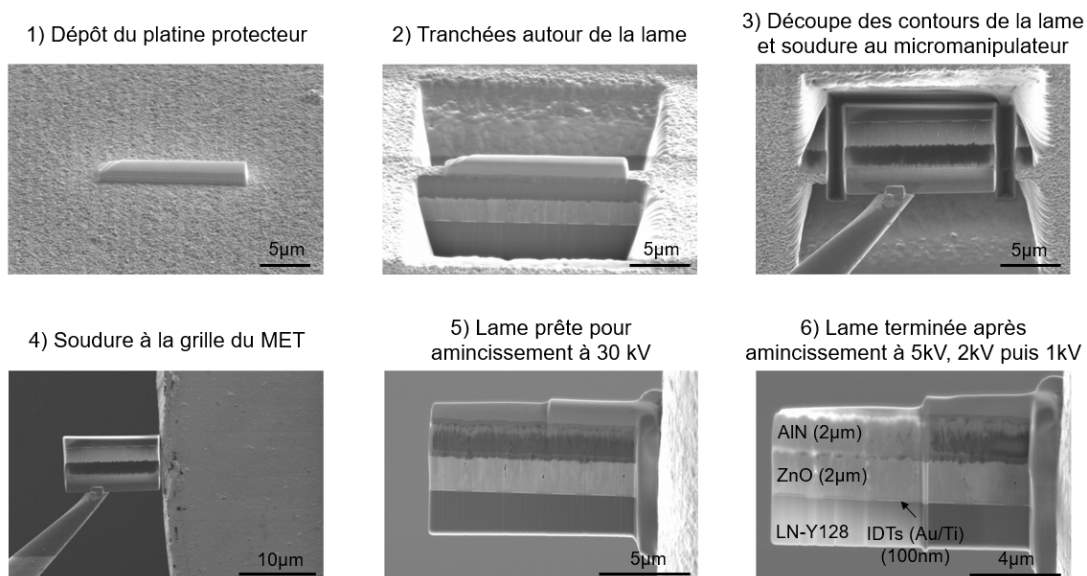 1) Dépôt du platine protecteur
2) Tranchées autour de la lame
3) Découpe des contours de la lame
et soudure au micromanipulateur
5µm
5µm
5µm
4) Soudure à la grille du MET
5) Lame prête pour
amincissement à 30 kV
6) Lame terminée après
amincissement à 5kV, 2kV puis 1kV
10µm
5µm
AlN (2µm)
ZnO (2µm)
LN-Y128
IDTs (Au/Ti)
(100nm)
4µm